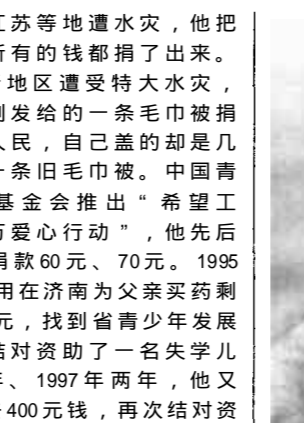 江苏等地遭水灾，他把
所有的钱都捐了出来。
地区遭受特大水灾，
发给的一条毛巾被捐
人民，自己盖的却是几
条旧毛巾被。中国青
基金会推出“希望工
爱心行动”，他先后
捐款60元、70元。1995
用在济南为父亲买药剩
元，找到省青少年发展
结对资助了一名失学儿
、1997年两年，他又
400元钱，再次结对资